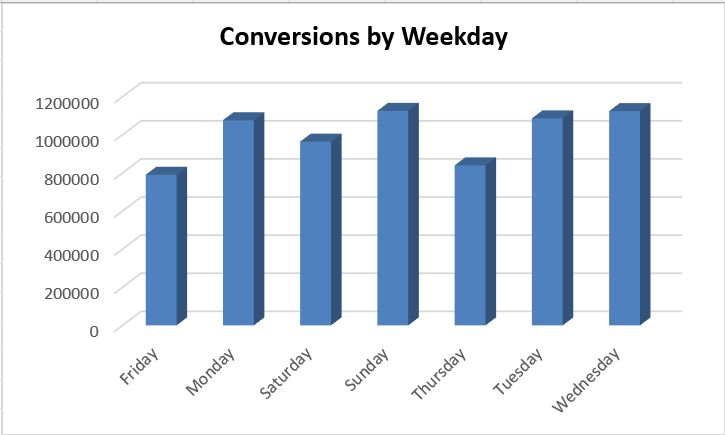 Conversions by Weekday
1200000
1000000
800000
600000
400000
200000
0
Friday
Monday
Saturday
Sunday
Thursday
Tuesday
Wednesday